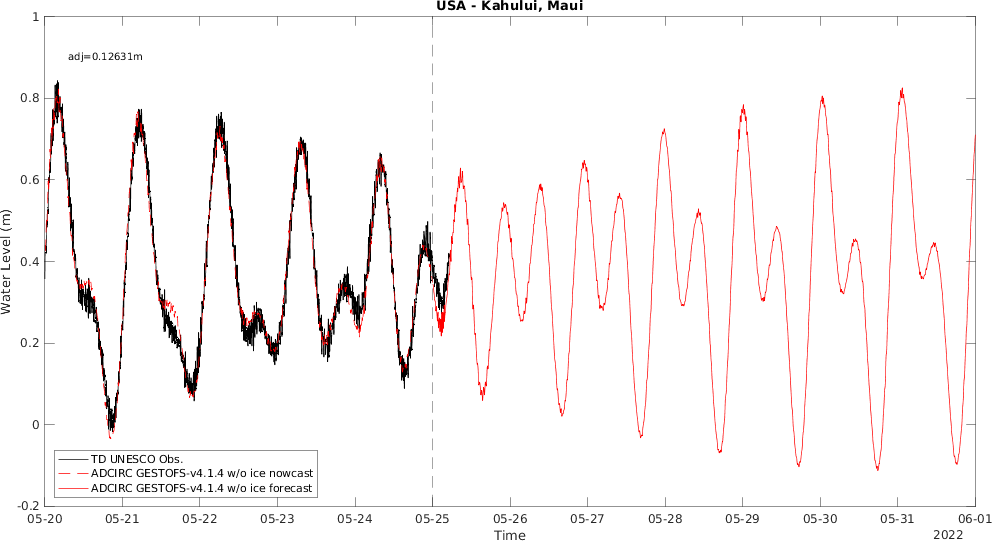 USA - Kahului, Maui
adj=0.12631m
1
0.8
0.6
0.4
0.2
0
-0.2
Water Level (m)
TD UNESCO Obs.
ADCIRC GESTOFS-v4.1.4 w/o ice nowcast
ADCIRC GESTOFS-v4.1.4 w/o ice forecast
05-20 05-21 05-22 05-23 05-24 05-25 05-26 05-27 05-28 05-29 05-30 05-31 06-01
Time
2022